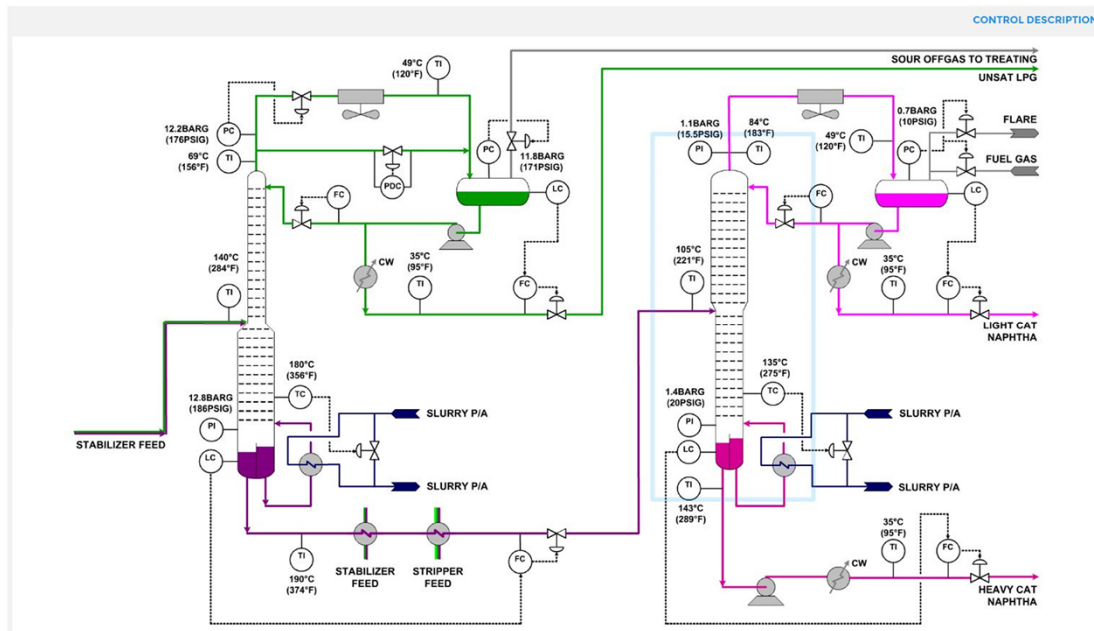 CONTROL DESCRIPTION
SOUR OFFGAS TO TREATING
UNSAT LPG
49°C
(120°F)
TI
PC
12.2BARG
(176PSIG)
TI
69°C
(156°F)
PDC
PC
11.8BARG
(171PSIG)
LC
FC
CW
35°C
(95°F)
TI
FC
140°C
(284°F)
TI
STABILIZER FEED
180°C
(356°F)
TC
12.8BARG
(186PSIG)
PI
LC
SLURRY P/A
SLURRY P/A
TI
190°C
(374°F)
STABILIZER
FEED
STRIPPER
FEED
FC
1.1BARG
(15.5PSIG)
PI
84°C
(183°F)
TI
49°C
(120°F)
TI
0.7BARG
(10PSIG)
PC
FLARE
FUEL GAS
LC
FC
CW
35°C
(95°F)
TI
FC
LIGHT CAT
NAPHTHA
105°C
(221°F)
TI
135°C
(275°F)
TC
1.4BARG
(20PSIG)
PI
LC
TI
143°C
(289°F)
SLURRY P/A
SLURRY P/A
CW
35°C
(95°F)
TI
FC
HEAVY CAT
NAPHTHA